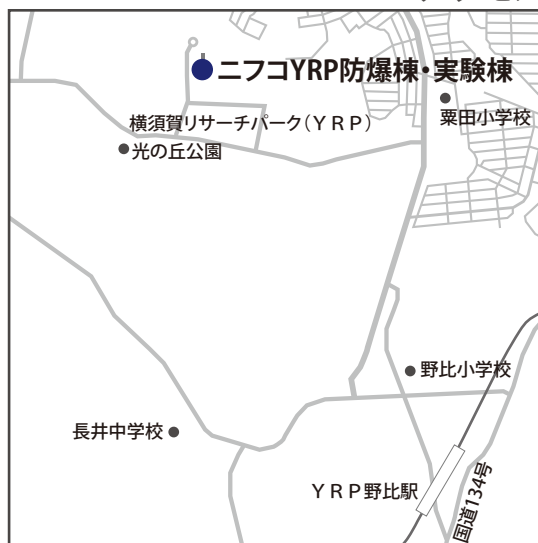 ニフコYRP防爆棟・実験棟
粟田小学校
横須賀リサーチパーク(YRP)
光の丘公園
野比小学校
長井中学校
YRP野比駅
国道134号